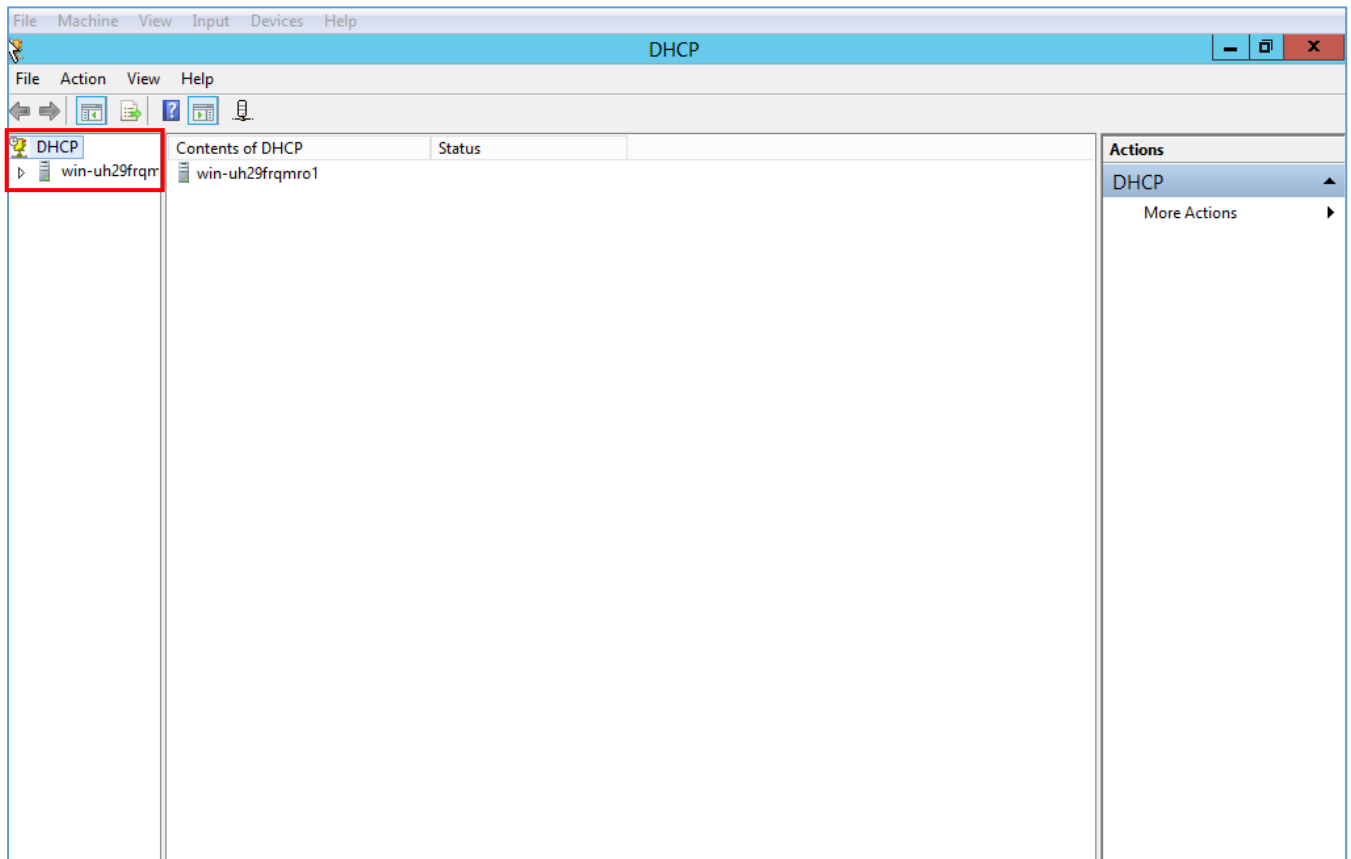 File Machine View Input Devices Help
DHCP
File Action View Help
DHCP
win-uh29frqm
Contents of DHCP Status
win-uh29frqmro1
Actions
DHCP
More Actions